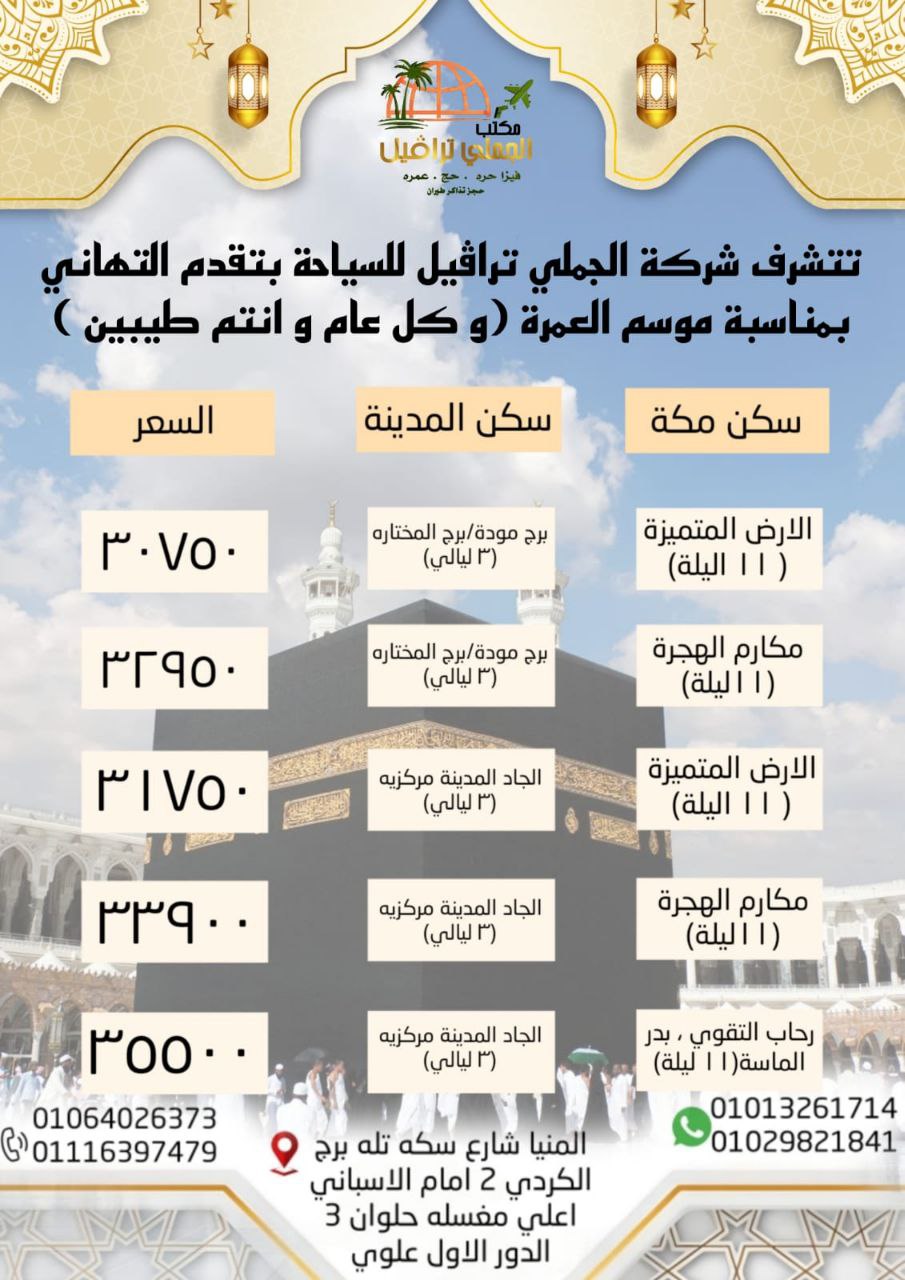 مكتب
الجملي تراڤيل
فيزا حره . حج . عمره
حجز تذاكر طيران
تتشرف شركة الجملي تراڤيل للسياحة بتقدم التهاني
بمناسبة موسم العمرة (و كل عام و انتم طيبين )
سكن مكة
سكن المدينة
السعر
الارض المتميزة
( ١١ اليلة)
برج مودة/برج المختاره
(٣ ليالي)
٣٠٧٥٠
مكارم الهجرة
(١١ليلة)
برج مودة/برج المختاره
(٣ ليالي)
٣٢٩٥٠
الارض المتميزة
( ١١ اليلة)
الجاد المدينة مركزيه
(٣ ليالي)
٣١٧٥٠
مكارم الهجرة
(١١ليلة)
الجاد المدينة مركزيه
(٣ ليالي)
٣٣٩٠٠
رحاب التقوي ، بدر
الماسة(١١ ليلة)
الجاد المدينة مركزيه
(٣ ليالي)
٣٥٥٠٠
01013261714
01029821841
المنيا شارع سكه تله برج
الكردي 2 امام الاسباني
اعلي مغسله حلوان 3
الدور الاول علوي
01064026373
01116397479